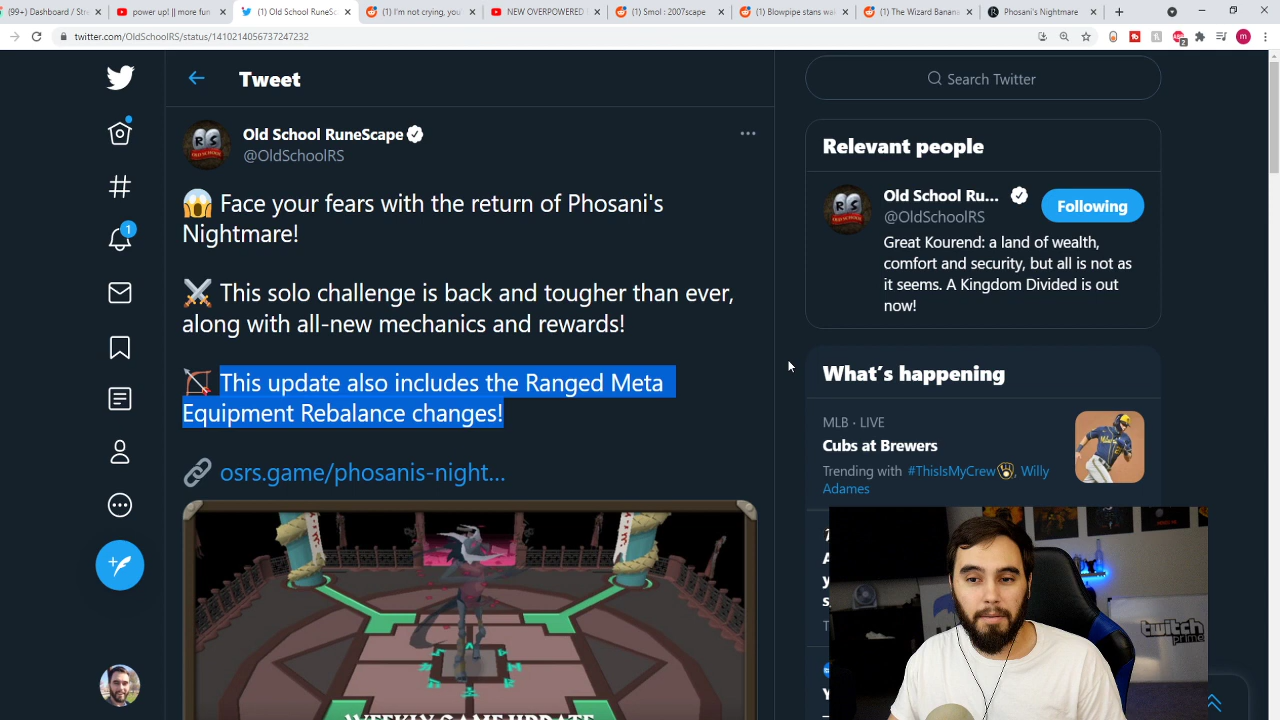 (99+) Dashboard / Stre
power up! || more fun
(1) Old School RuneSc
(1) I'm not crying, you
NEW OVERPOWERED
(1) Smol : 2007scape
(1) Blowpipe stans wa
(1) The Wizard Banana
Phosani's Nightmare
twitter.com/OldSchoolRS/status/1410214056737247232
Tweet
Search Twitter
Old School RuneScape
@OldSchoolRS
😱 Face your fears with the return of Phosani's
Nightmare!
⚔️ This solo challenge is back and tougher than ever,
along with all-new mechanics and rewards!
🏹 This update also includes the Ranged Meta
Equipment Rebalance changes!
🔗 osrs.game/phosanis-night...
WEEKLY GAME UPDATE
Relevant people
Old School Ru...
@OldSchoolRS
Following
Great Kourend: a land of wealth,
comfort and security, but all is not as
it seems. A Kingdom Divided is out
now!
What's happening
MLB · LIVE
Cubs at Brewers
Trending with #ThisIsMyCrew, Willy
Adames
twitch
prime